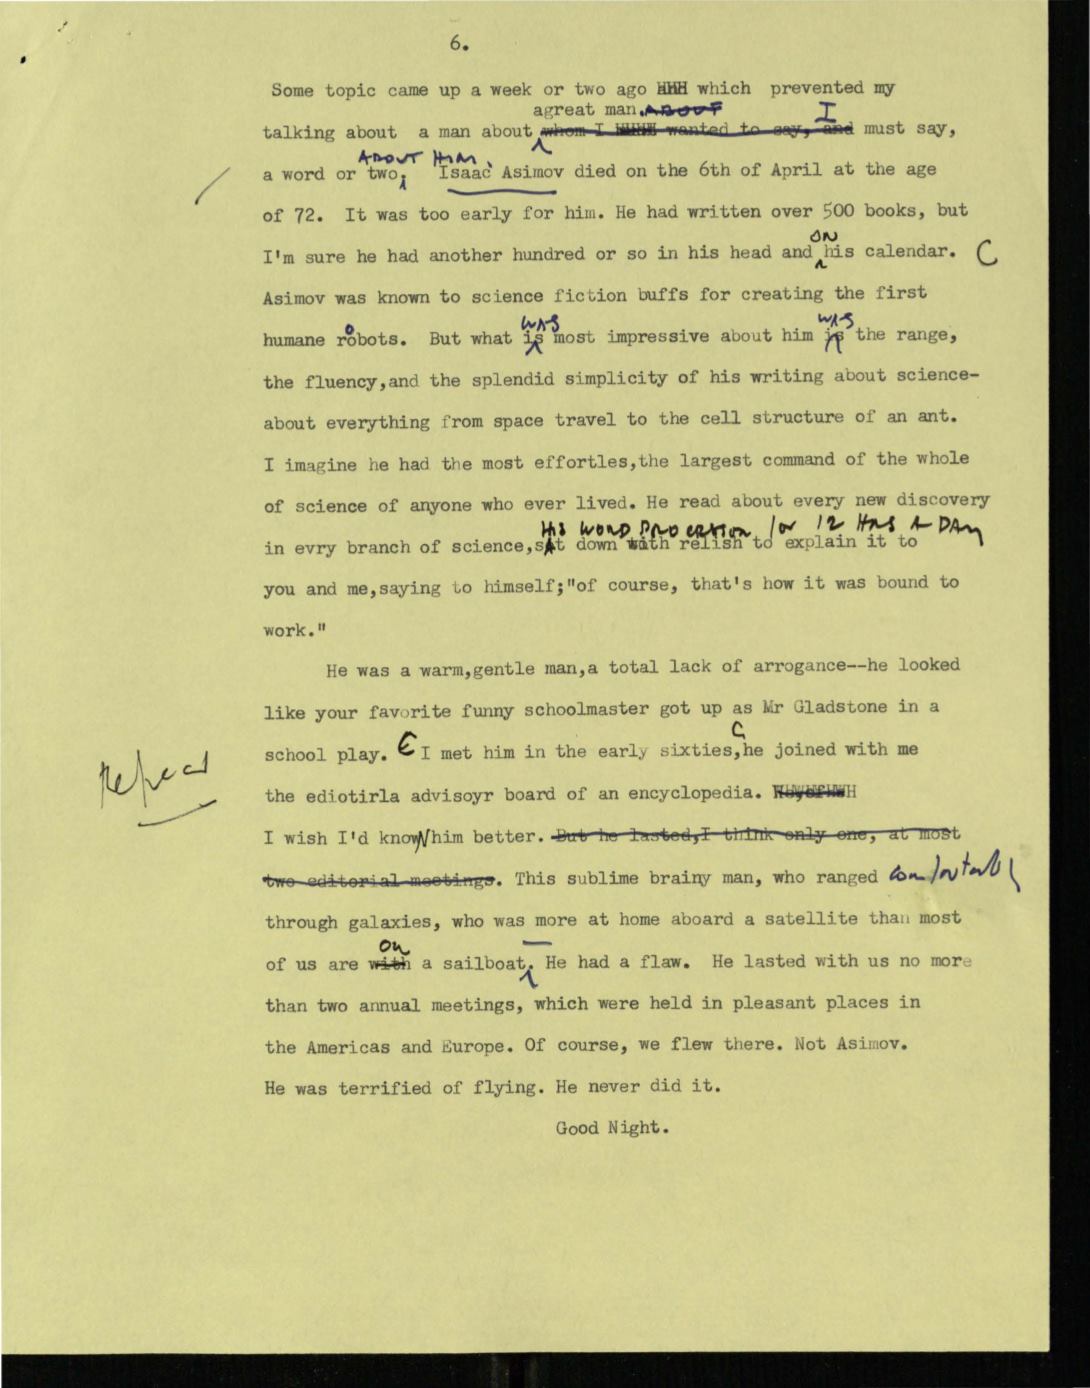 6.
Some topic came up a week or two ago HHH which prevented my
agreat man. ABOUT I
talking about a man about whom I HHHH wanted to say, and must say,
ABOUT HIM.
a word or two. Isaac Asimov died on the 6th of April at the age
of 72. It was too early for him. He had written over 500 books, but
ON
I'm sure he had another hundred or so in his head and his calendar. C
Asimov was known to science fiction buffs for creating the first
o WAS WAS
humane robots. But what is most impressive about him is the range,
the fluency,and the splendid simplicity of his writing about science-
about everything from space travel to the cell structure of an ant.
I imagine he had the most effortles,the largest command of the whole
of science of anyone who ever lived. He read about every new discovery
HIS WORD PROCESSOR for 12 HRS A DAY
in evry branch of science,sAt down with relish to explain it to
you and me,saying to himself;"of course, that's how it was bound to
work."
He was a warm,gentle man,a total lack of arrogance--he looked
like your favorite funny schoolmaster got up as Mr Gladstone in a
school play. I met him in the early sixties,he joined with me
Repeat
the ediotirla advisoyr board of an encyclopedia.
I wish I'd known him better. But he lasted,I think only one, at most
two editorial meetings. This sublime brainy man, who ranged comfortably
through galaxies, who was more at home aboard a satellite than most
on
of us are with a sailboat. He had a flaw. He lasted with us no more
than two annual meetings, which were held in pleasant places in
the Americas and Europe. Of course, we flew there. Not Asimov.
He was terrified of flying. He never did it.
Good Night.